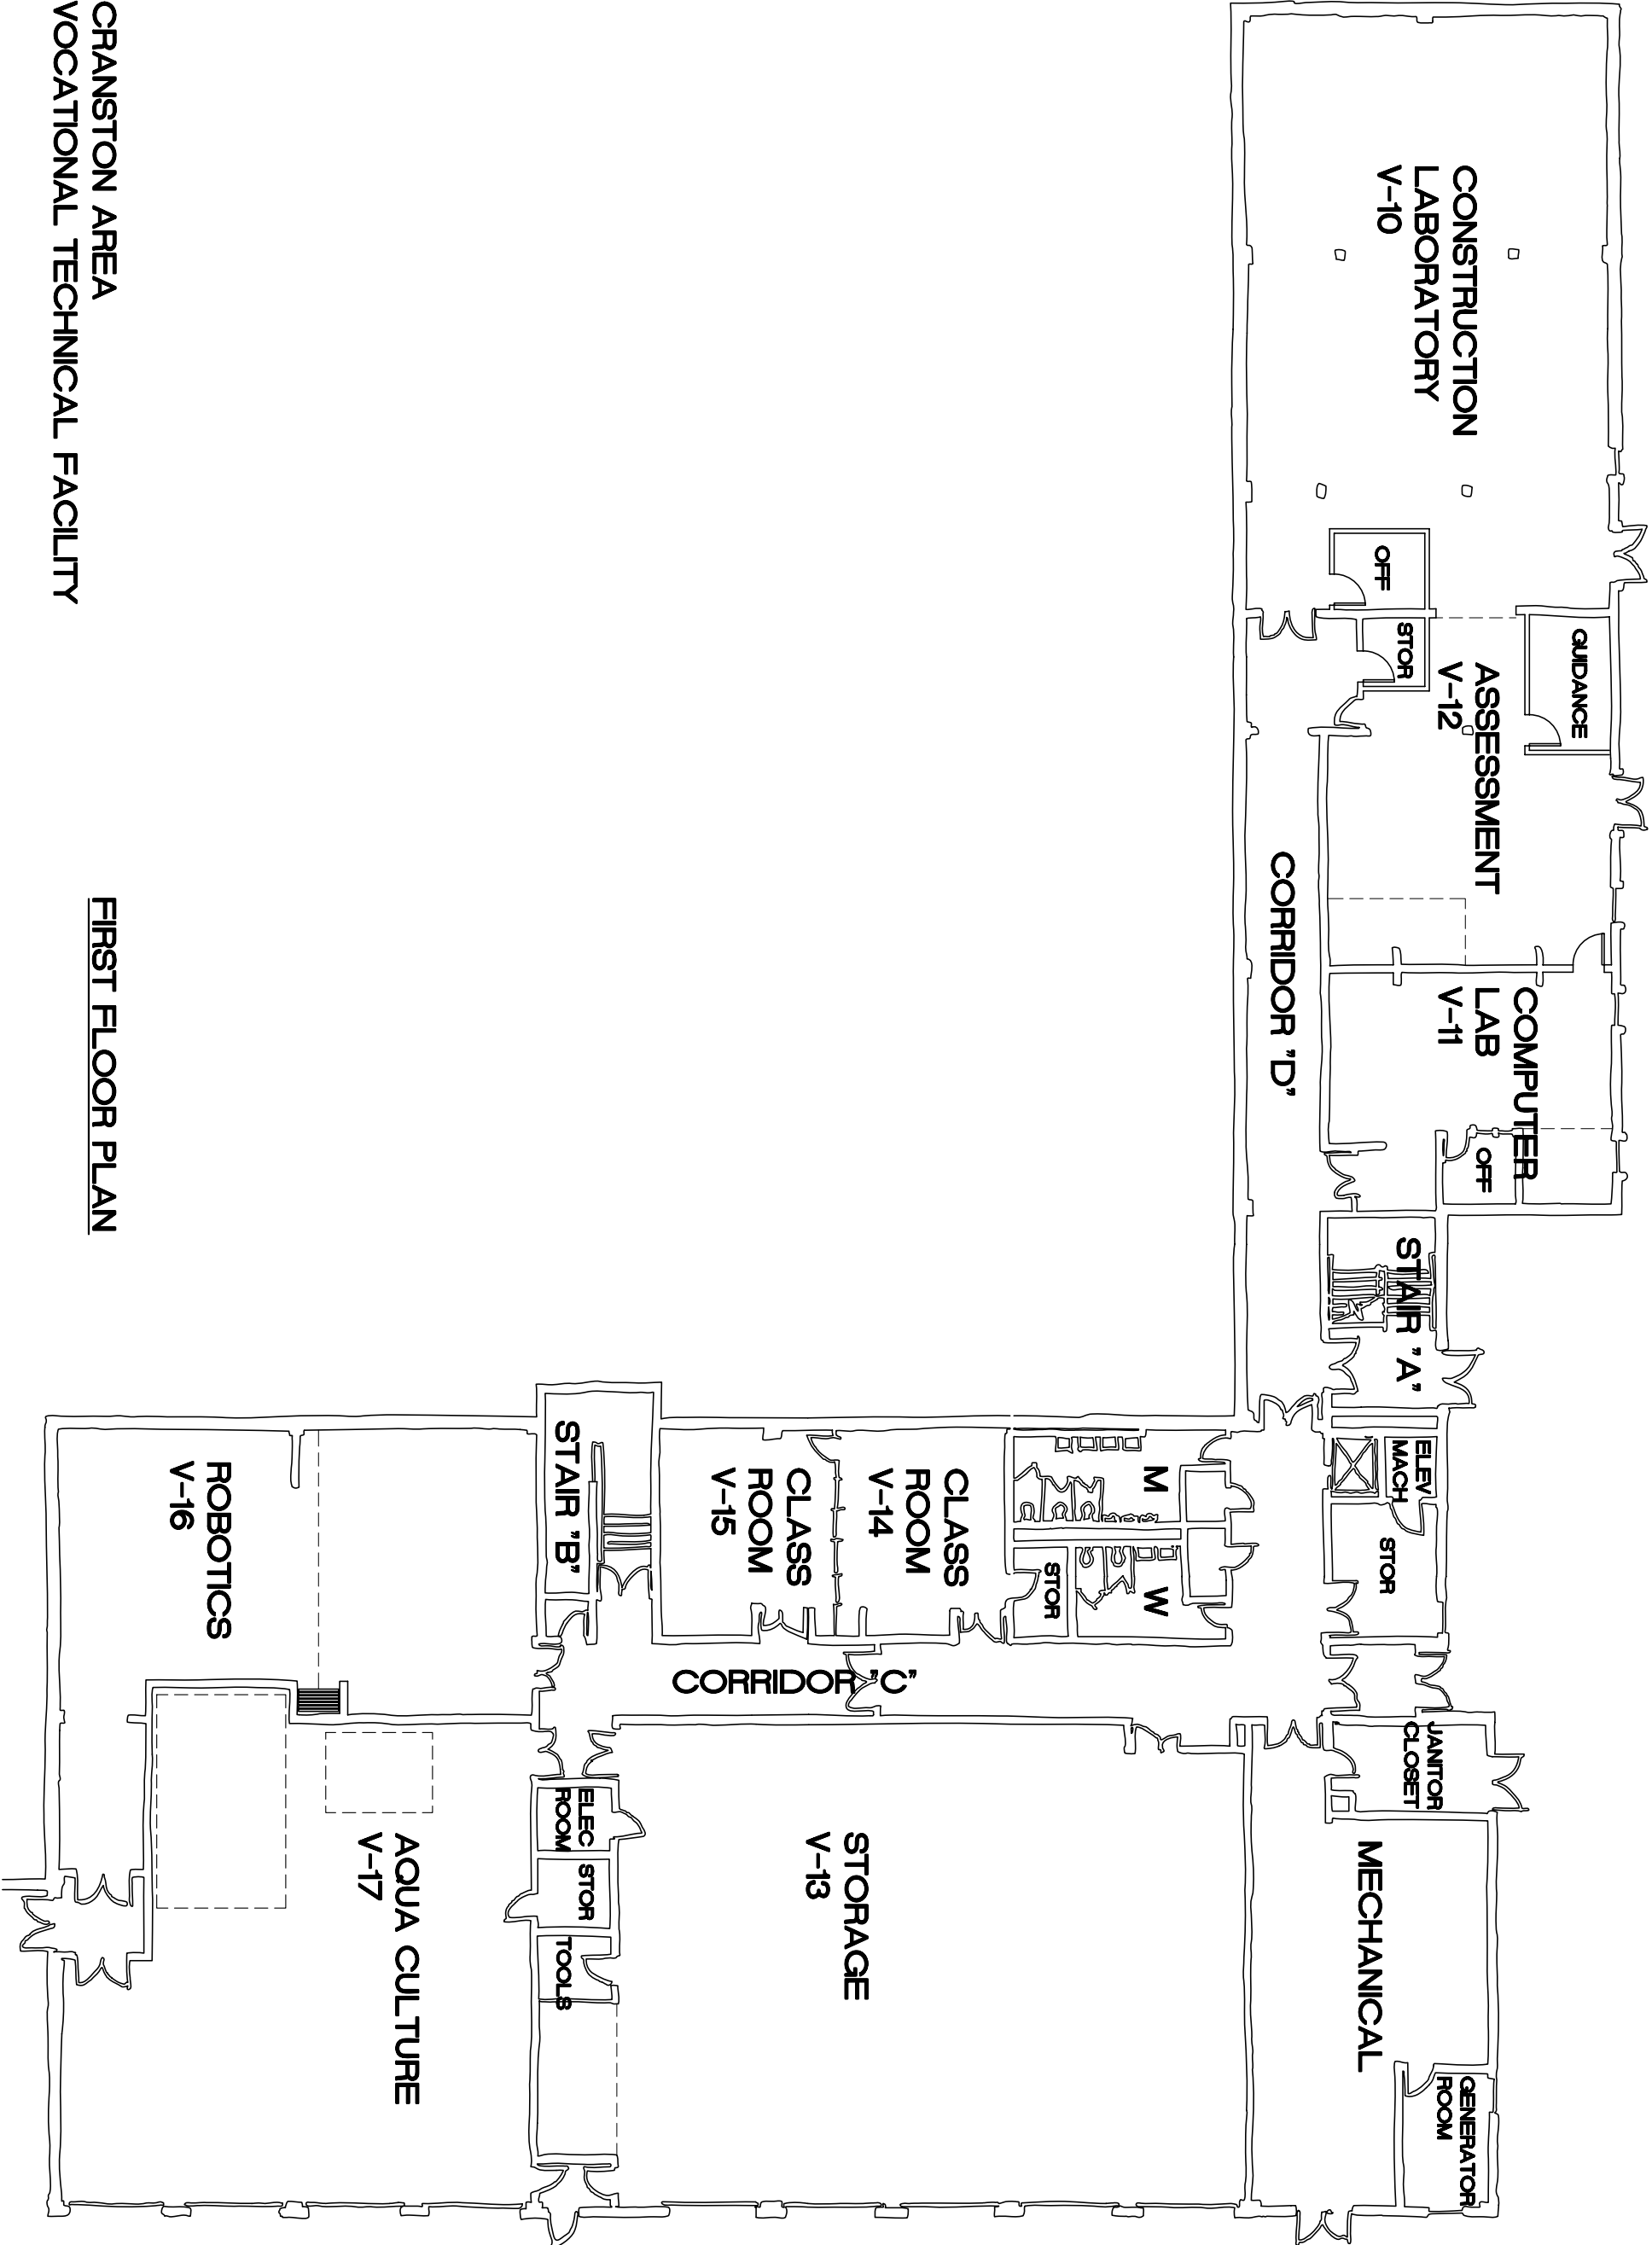 CONSTRUCTION
LABORATORY
V-10
OFF
STOR
GUIDANCE
ASSESSMENT
V-12
CORRIDOR "D"
COMPUTER
LAB
V-11
OFF
STAIR "A"
ELEV
MACH
STOR
M
W
STOR
CLASS
ROOM
V-14
CLASS
ROOM
V-15
STAIR "B"
ROBOTICS
V-16
CORRIDOR "C"
JANITOR
CLOSET
MECHANICAL
GENERATOR
ROOM
STORAGE
V-13
ELEC
ROOM
STOR
TOOLS
AQUA CULTURE
V-17
CRANSTON AREA
VOCATIONAL TECHNICAL FACILITY
FIRST FLOOR PLAN